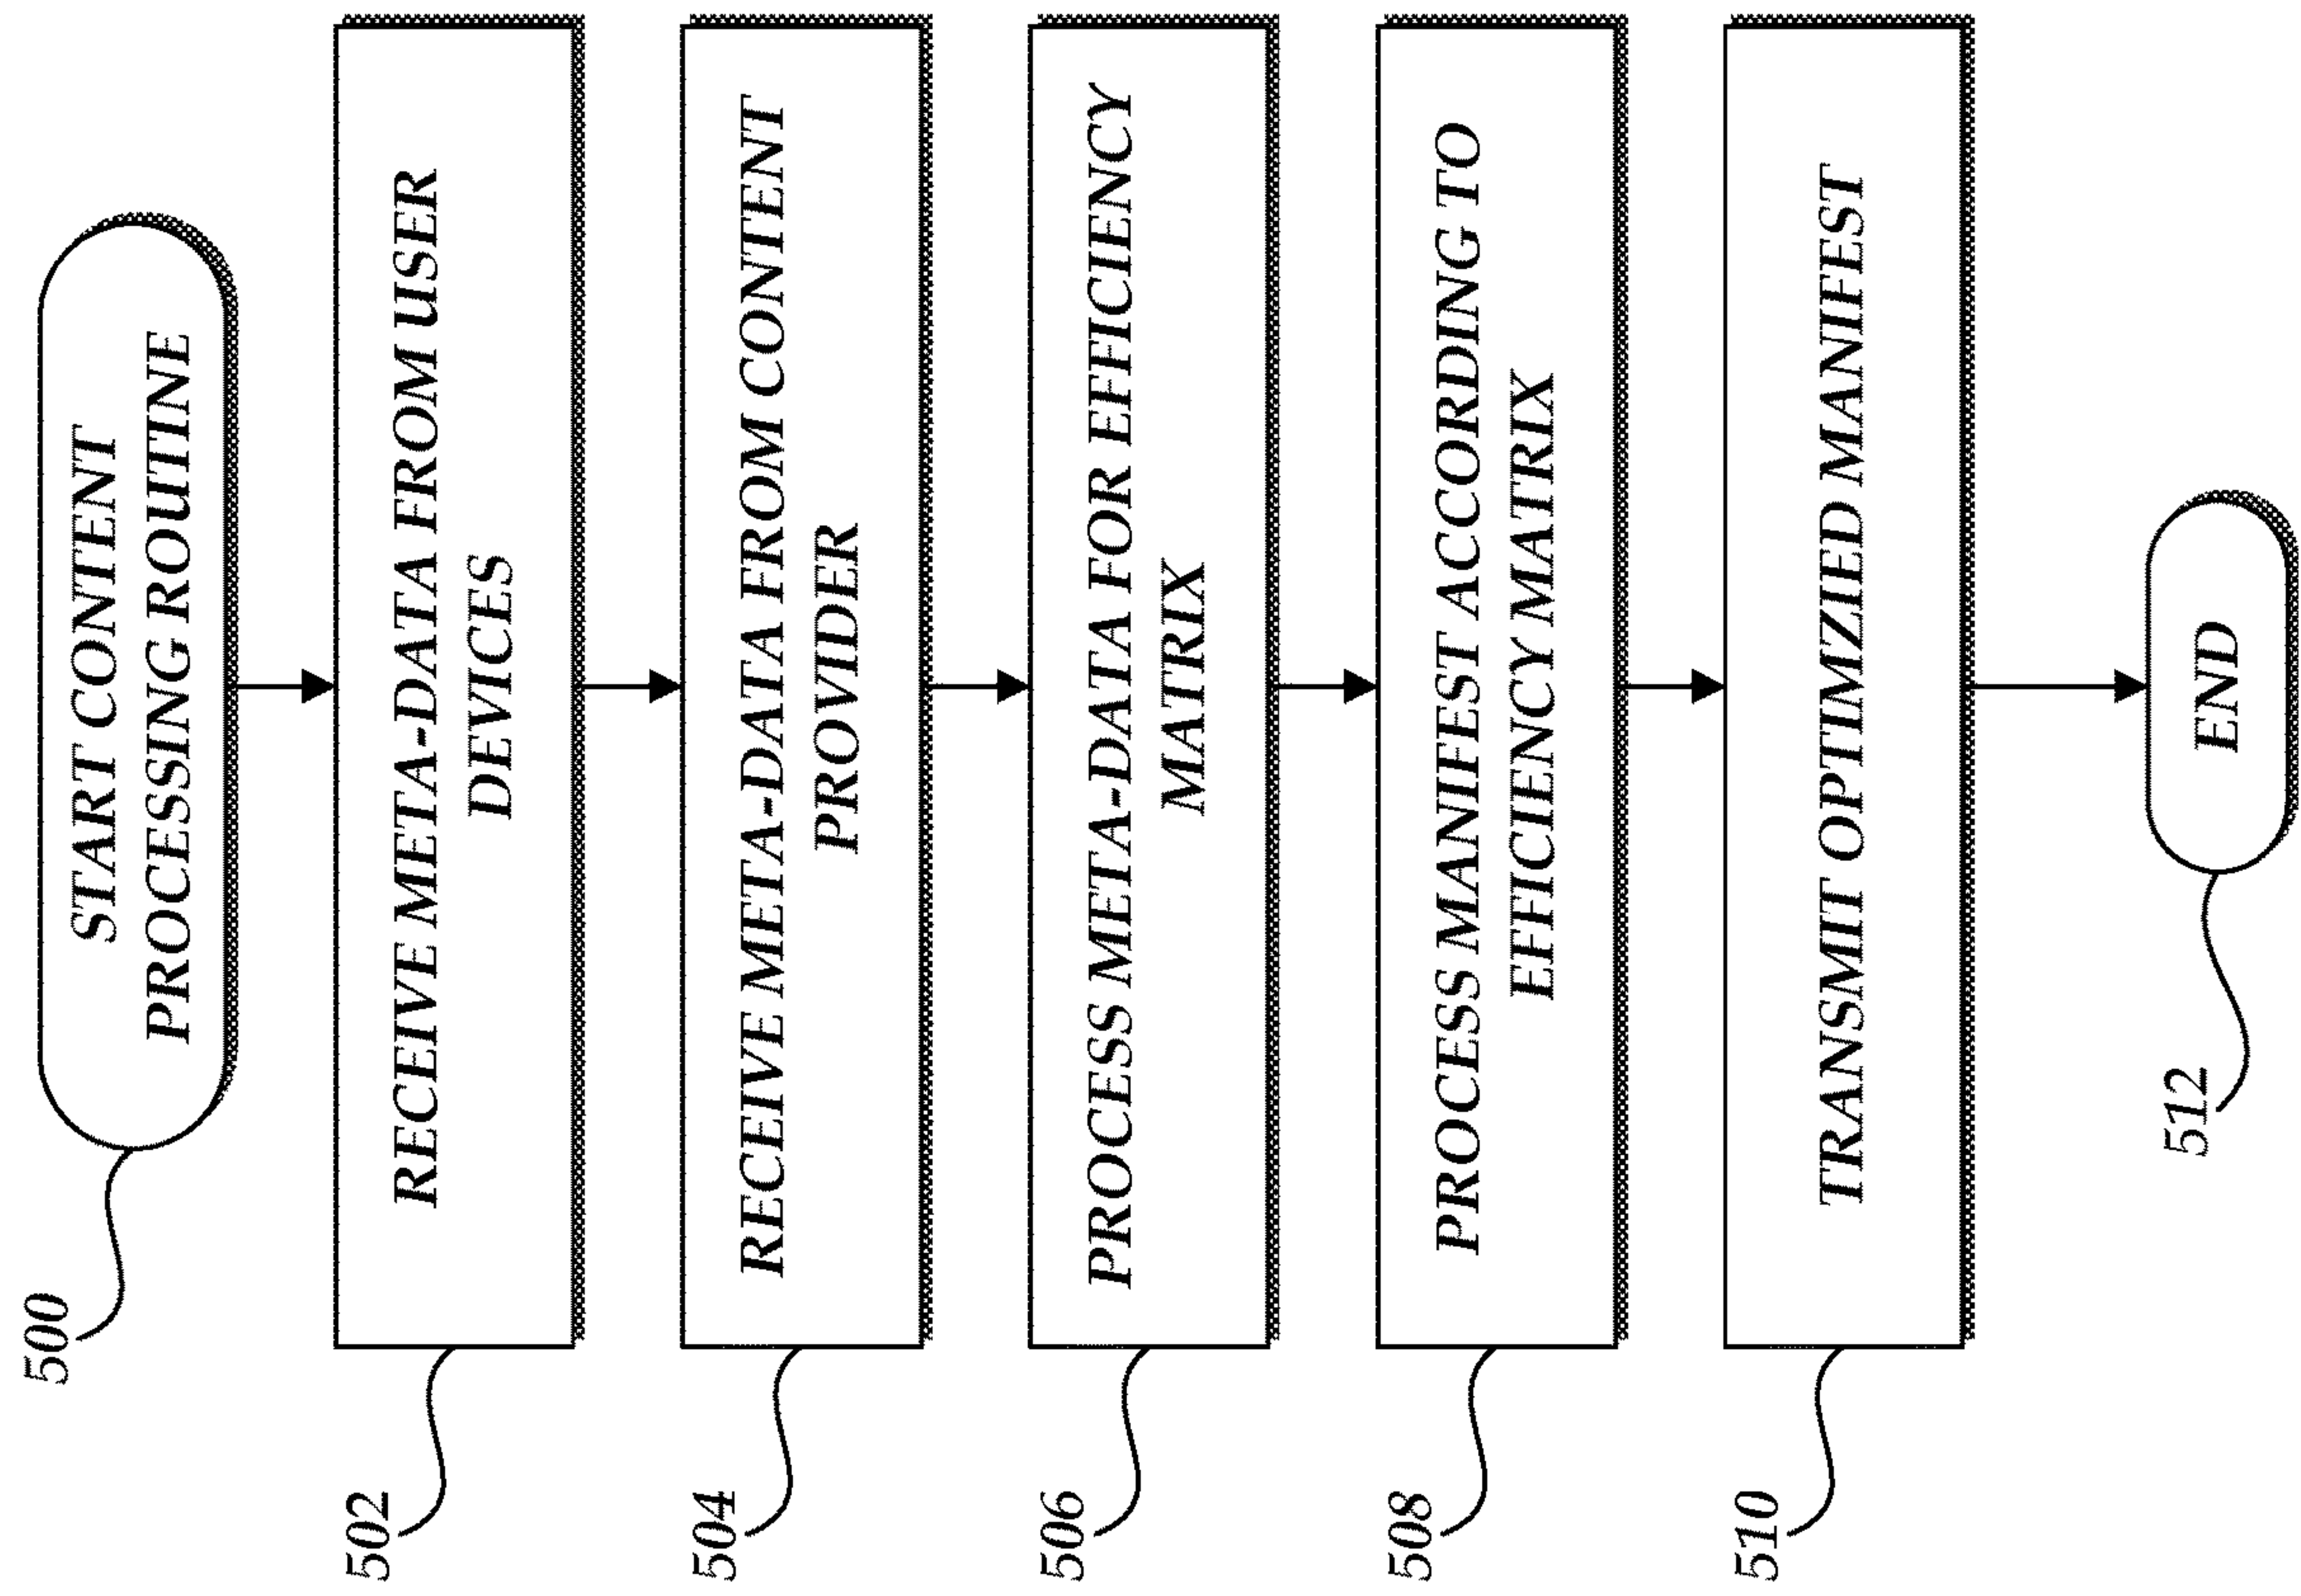 500
START CONTENT
PROCESSING ROUTINE
502
RECEIVE META-DATA FROM USER
DEVICES
504
RECEIVE META-DATA FROM CONTENT
PROVIDER
506
PROCESS META-DATA FOR EFFICIENCY
MATRIX
508
PROCESS MANIFEST ACCORDING TO
EFFICIENCY MATRIX
510
TRANSMIT OPTIMZIED MANIFEST
512
END